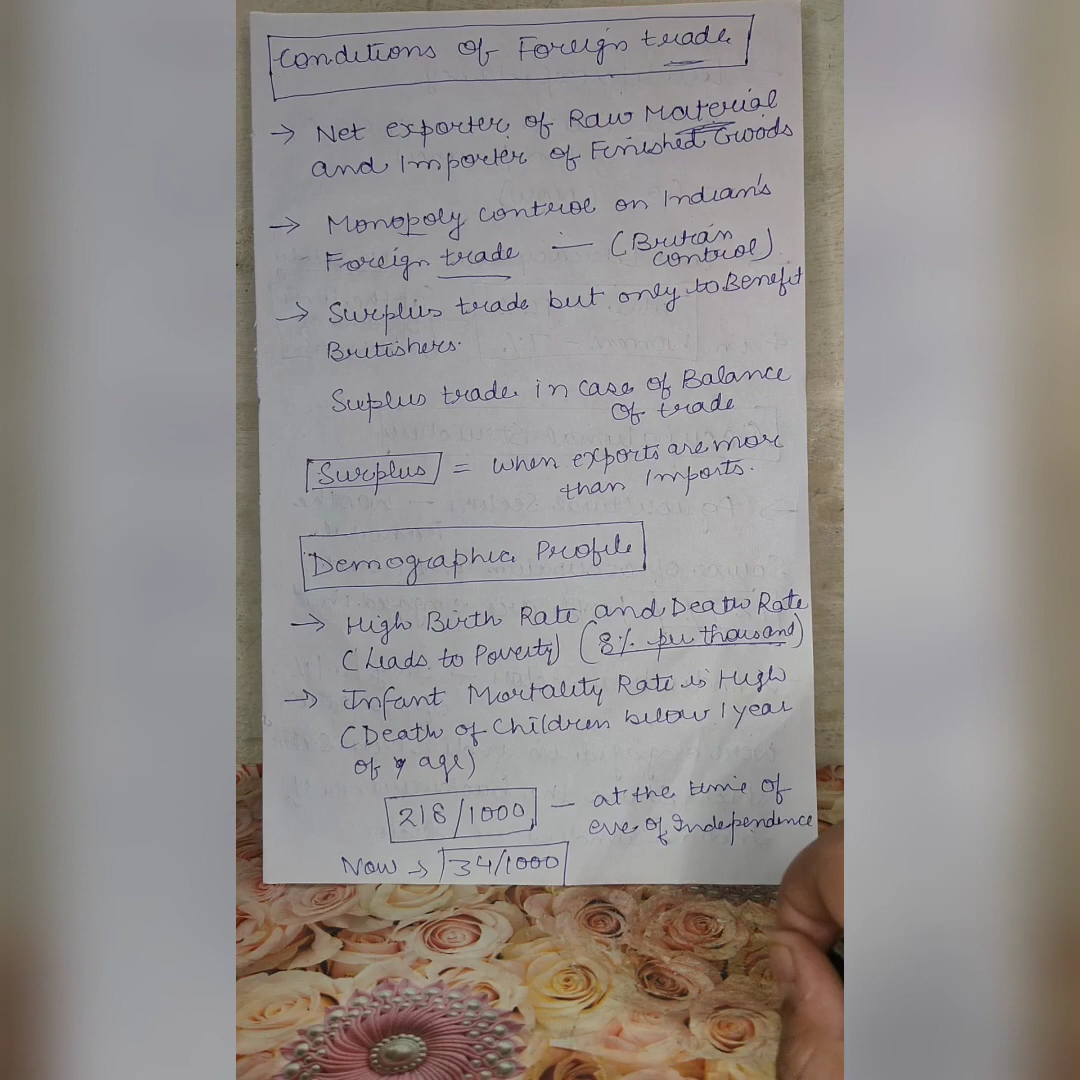 Conditions of Foreign trade
→ Net exporter of Raw Material
and Importer of Finished Goods
→ Monopoly control on Indian's
Foreign trade — (Britain
control)
→ Surplus trade but only to Benefit
Britishers.
Suplus trade in case of Balance
of trade
Surplus = when exports are more
than Imports.
Demographic Profile
→ High Birth Rate and Death Rate
(Leads to Poverty) (8% per thousand)
→ Infant Mortality Rate is High
(Death of Children below 1 year
of age)
218/1000 — at the time of
eve of Independence
Now → 34/1000